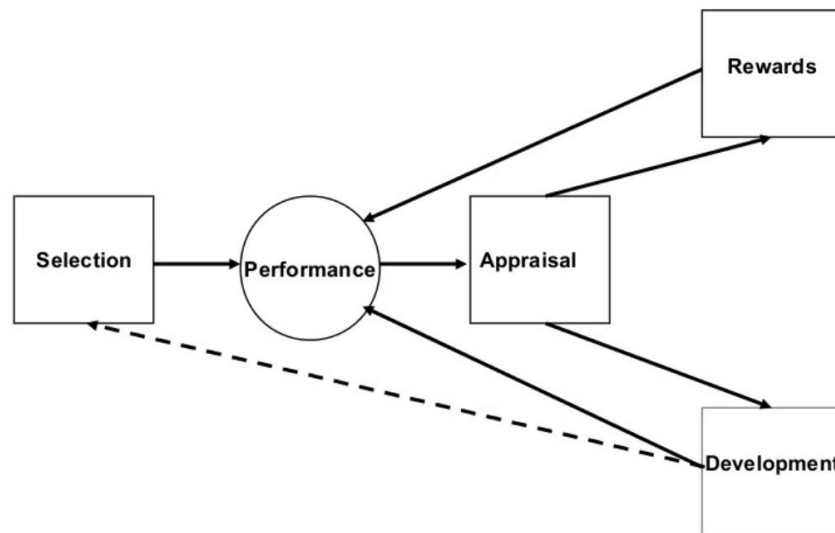 Rewards
Selection
Performance
Appraisal
Development